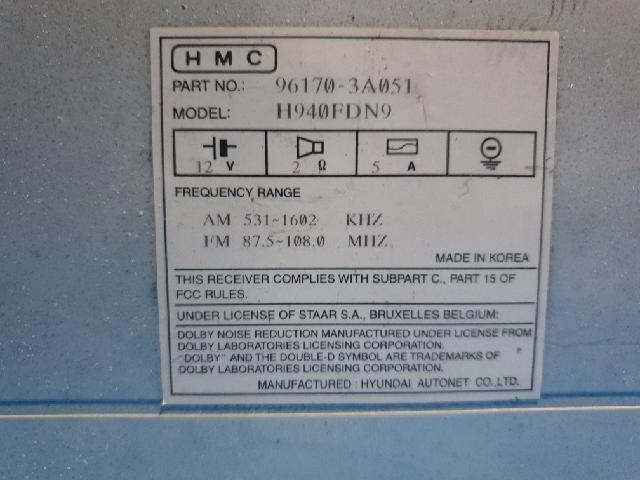 HMC
PART NO.: 96170-3A051
MODEL: H940FDN9
12 V 2 Ω 5 A
FREQUENCY RANGE
AM 531~1602 KHZ
FM 87.5~108.0 MHZ
MADE IN KOREA
THIS RECEIVER COMPLIES WITH SUBPART C., PART 15 OF
FCC RULES.
UNDER LICENSE OF STAAR S.A., BRUXELLES BELGIUM:
DOLBY NOISE REDUCTION MANUFACTURED UNDER LICENSE FROM
DOLBY LABORATORIES LICENSING CORPORATION.
"DOLBY" AND THE DOUBLE-D SYMBOL ARE TRADEMARKS OF
DOLBY LABORATORIES LICENSING CORPORATION.
MANUFACTURED : HYUNDAI AUTONET CO.,LTD.